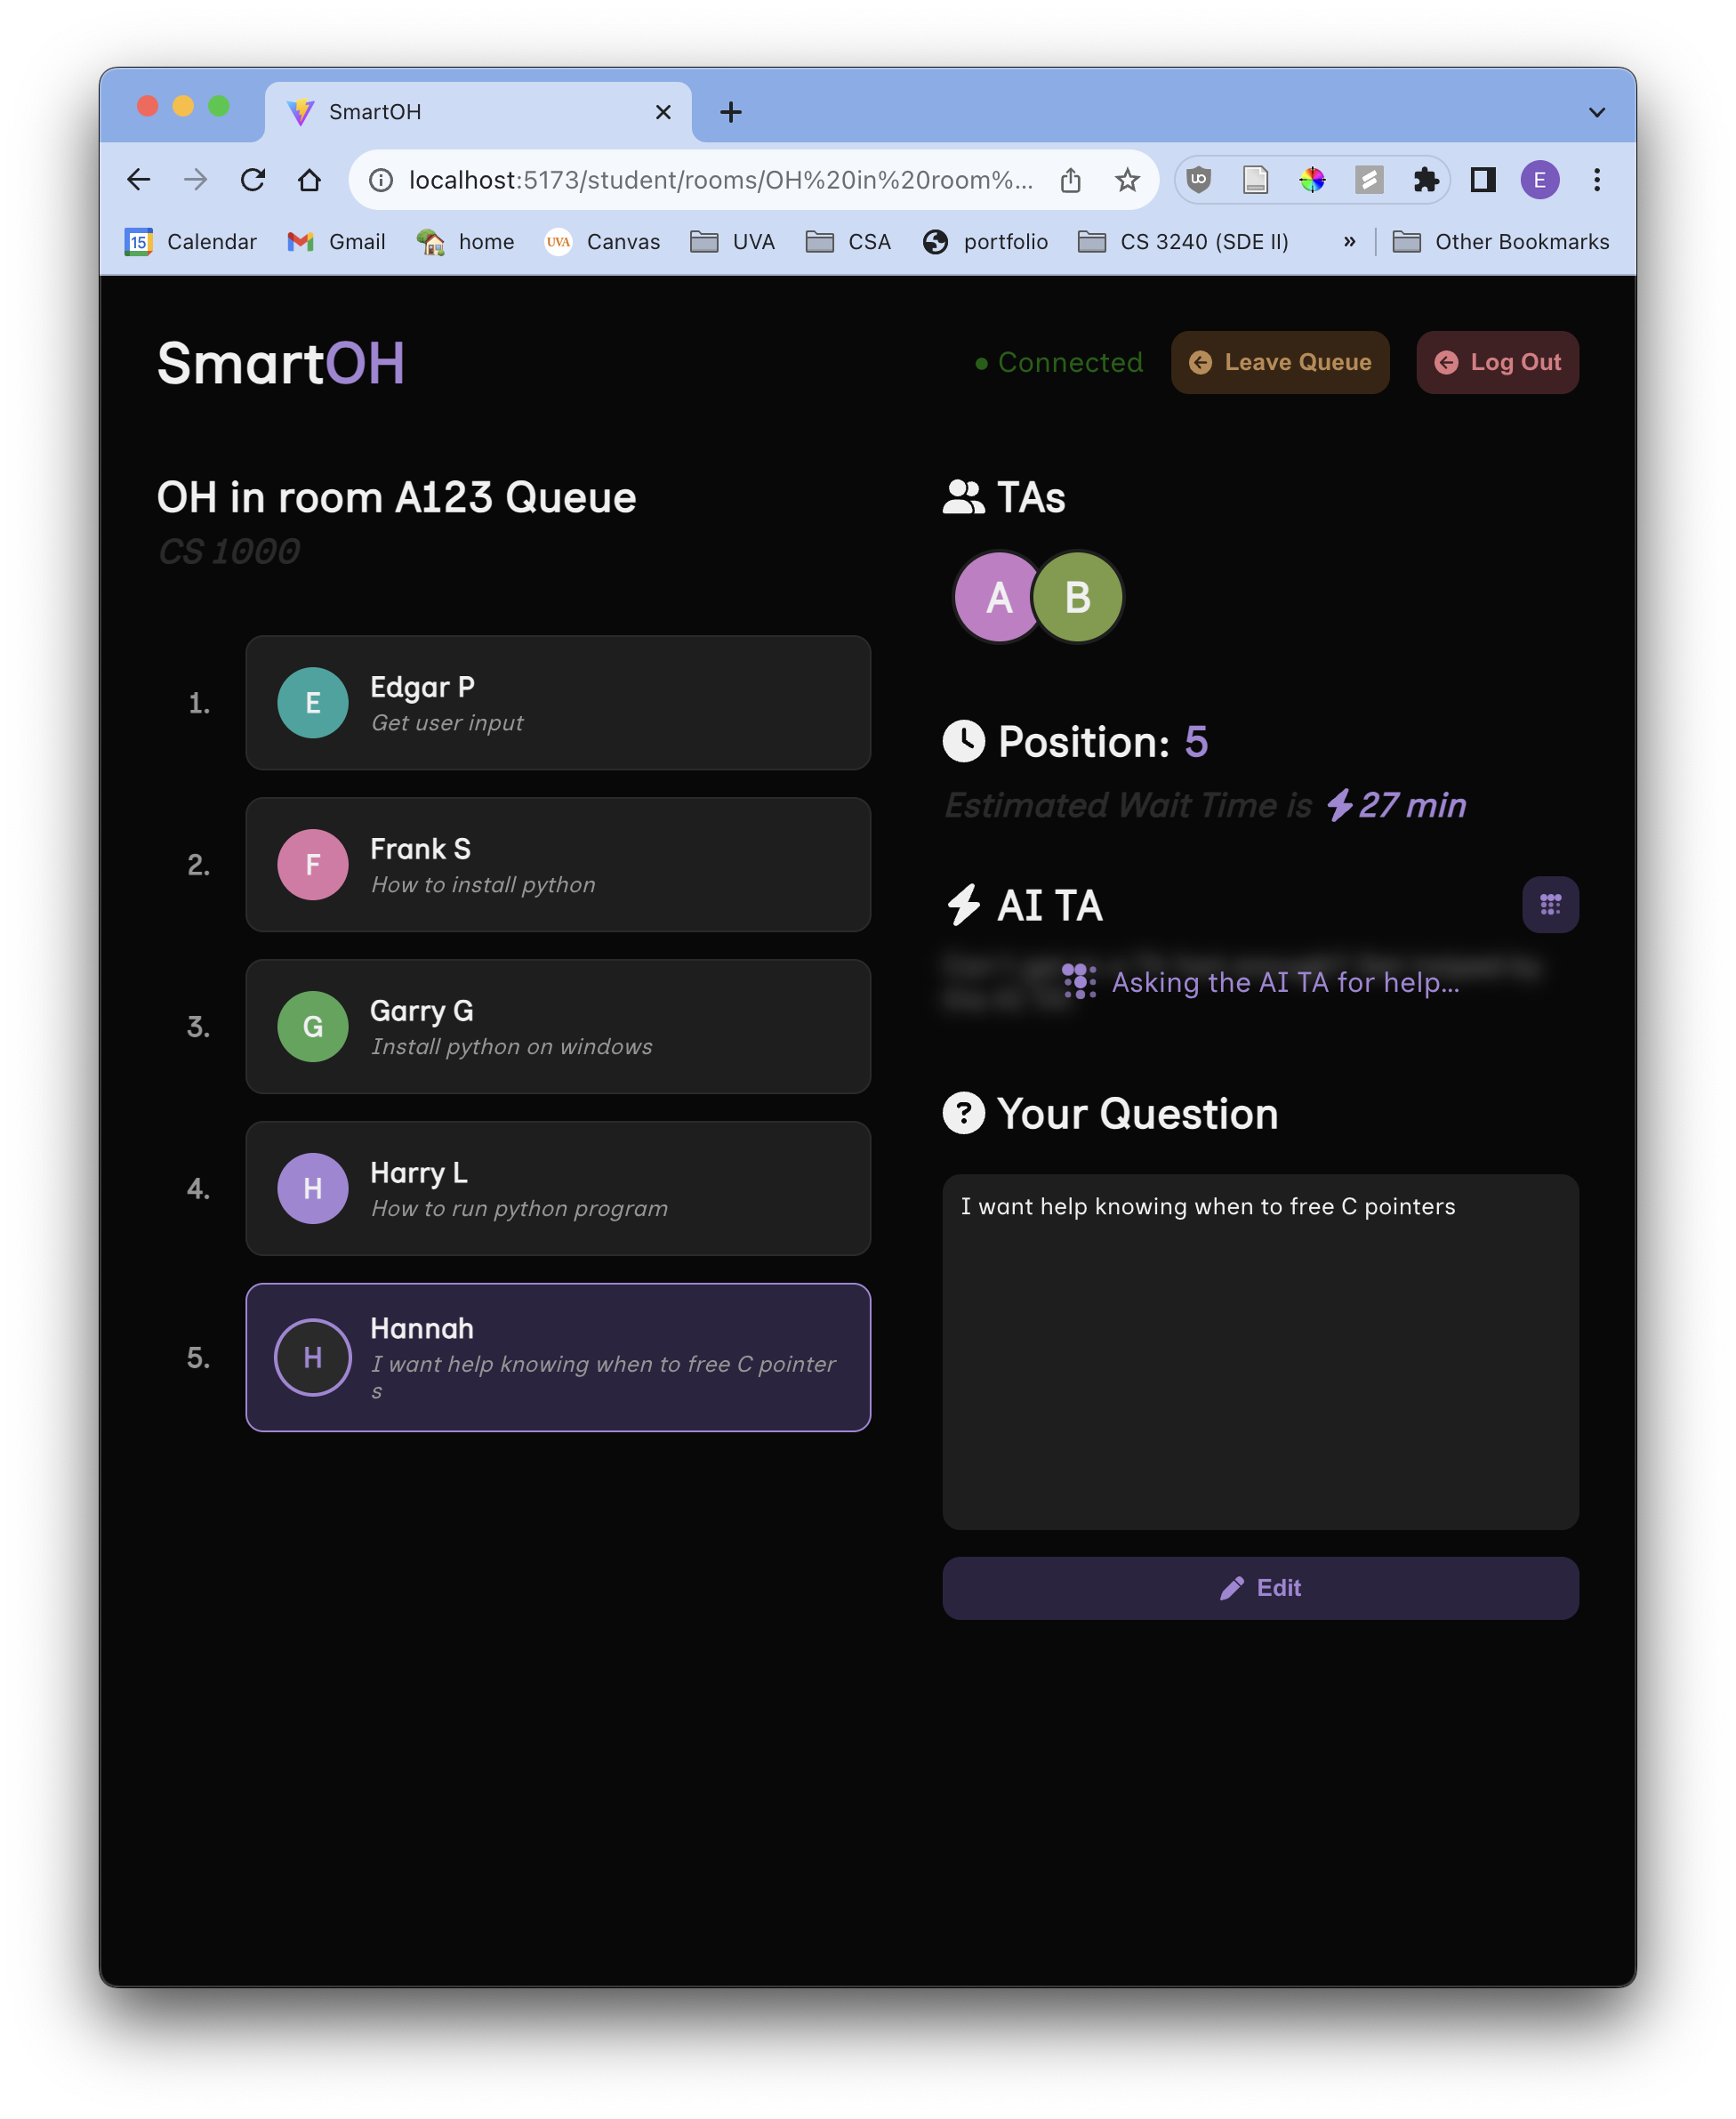 SmartOH
localhost:5173/student/rooms/OH%20in%20room%...
E
15 Calendar Gmail home UVA Canvas UVA CSA portfolio CS 3240 (SDE II) » Other Bookmarks
SmartOH
Connected
Leave Queue
Log Out
OH in room A123 Queue
CS 1000
1.
E
Edgar P
Get user input
2.
F
Frank S
How to install python
3.
G
Garry G
Install python on windows
4.
H
Harry L
How to run python program
5.
H
Hannah
I want help knowing when to free C pointer
s
TAs
A B
Position: 5
Estimated Wait Time is 27 min
AI TA
Asking the AI TA for help...
Your Question
I want help knowing when to free C pointers
Edit